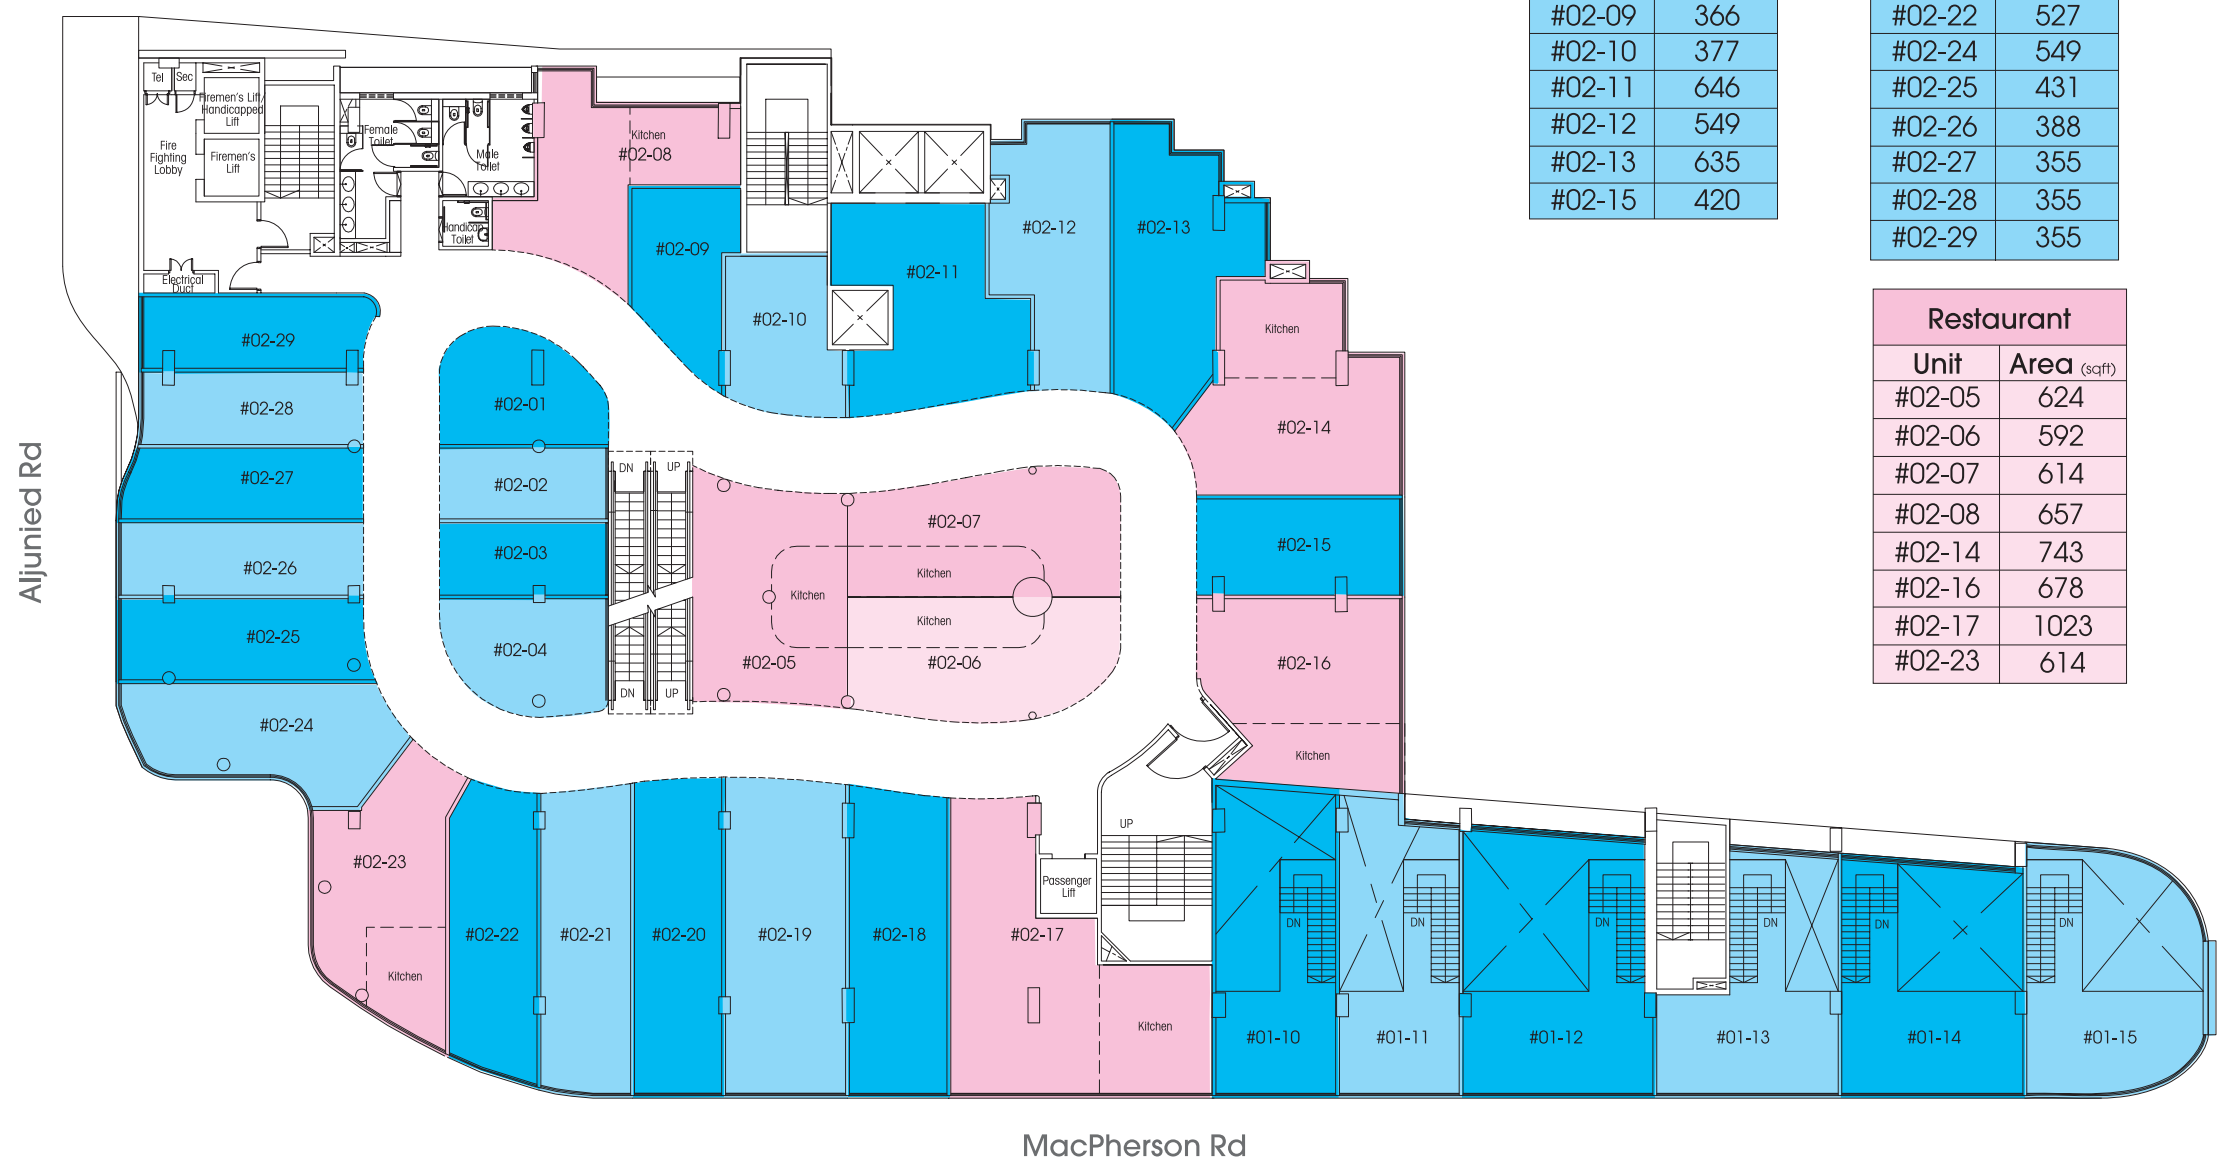 #02-09 366
#02-10 377
#02-11 646
#02-12 549
#02-13 635
#02-15 420
#02-22 527
#02-24 549
#02-25 431
#02-26 388
#02-27 355
#02-28 355
#02-29 355
Restaurant
Unit Area (sqft)
#02-05 624
#02-06 592
#02-07 614
#02-08 657
#02-14 743
#02-16 678
#02-17 1023
#02-23 614
Tel
Sec
Firemen's Lift/
Handicapped
Lift
Fire
Fighting
Lobby
Firemen's
Lift
Female
Toilet
Male
Toilet
Handicap
Toilet
Electrical
Duct
Kitchen
#02-08
#02-09
#02-10
#02-11
#02-12
#02-13
Kitchen
#02-14
#02-15
#02-16
Kitchen
#02-29
#02-28
#02-27
#02-26
#02-25
#02-24
#02-01
#02-02
#02-03
#02-04
DN
UP
DN
UP
#02-07
Kitchen
Kitchen
Kitchen
#02-05
#02-06
#02-23
Kitchen
#02-22
#02-21
#02-20
#02-19
#02-18
#02-17
Kitchen
UP
Passenger
Lift
DN
DN
DN
DN
DN
DN
#01-10
#01-11
#01-12
#01-13
#01-14
#01-15
Aljunied Rd
MacPherson Rd